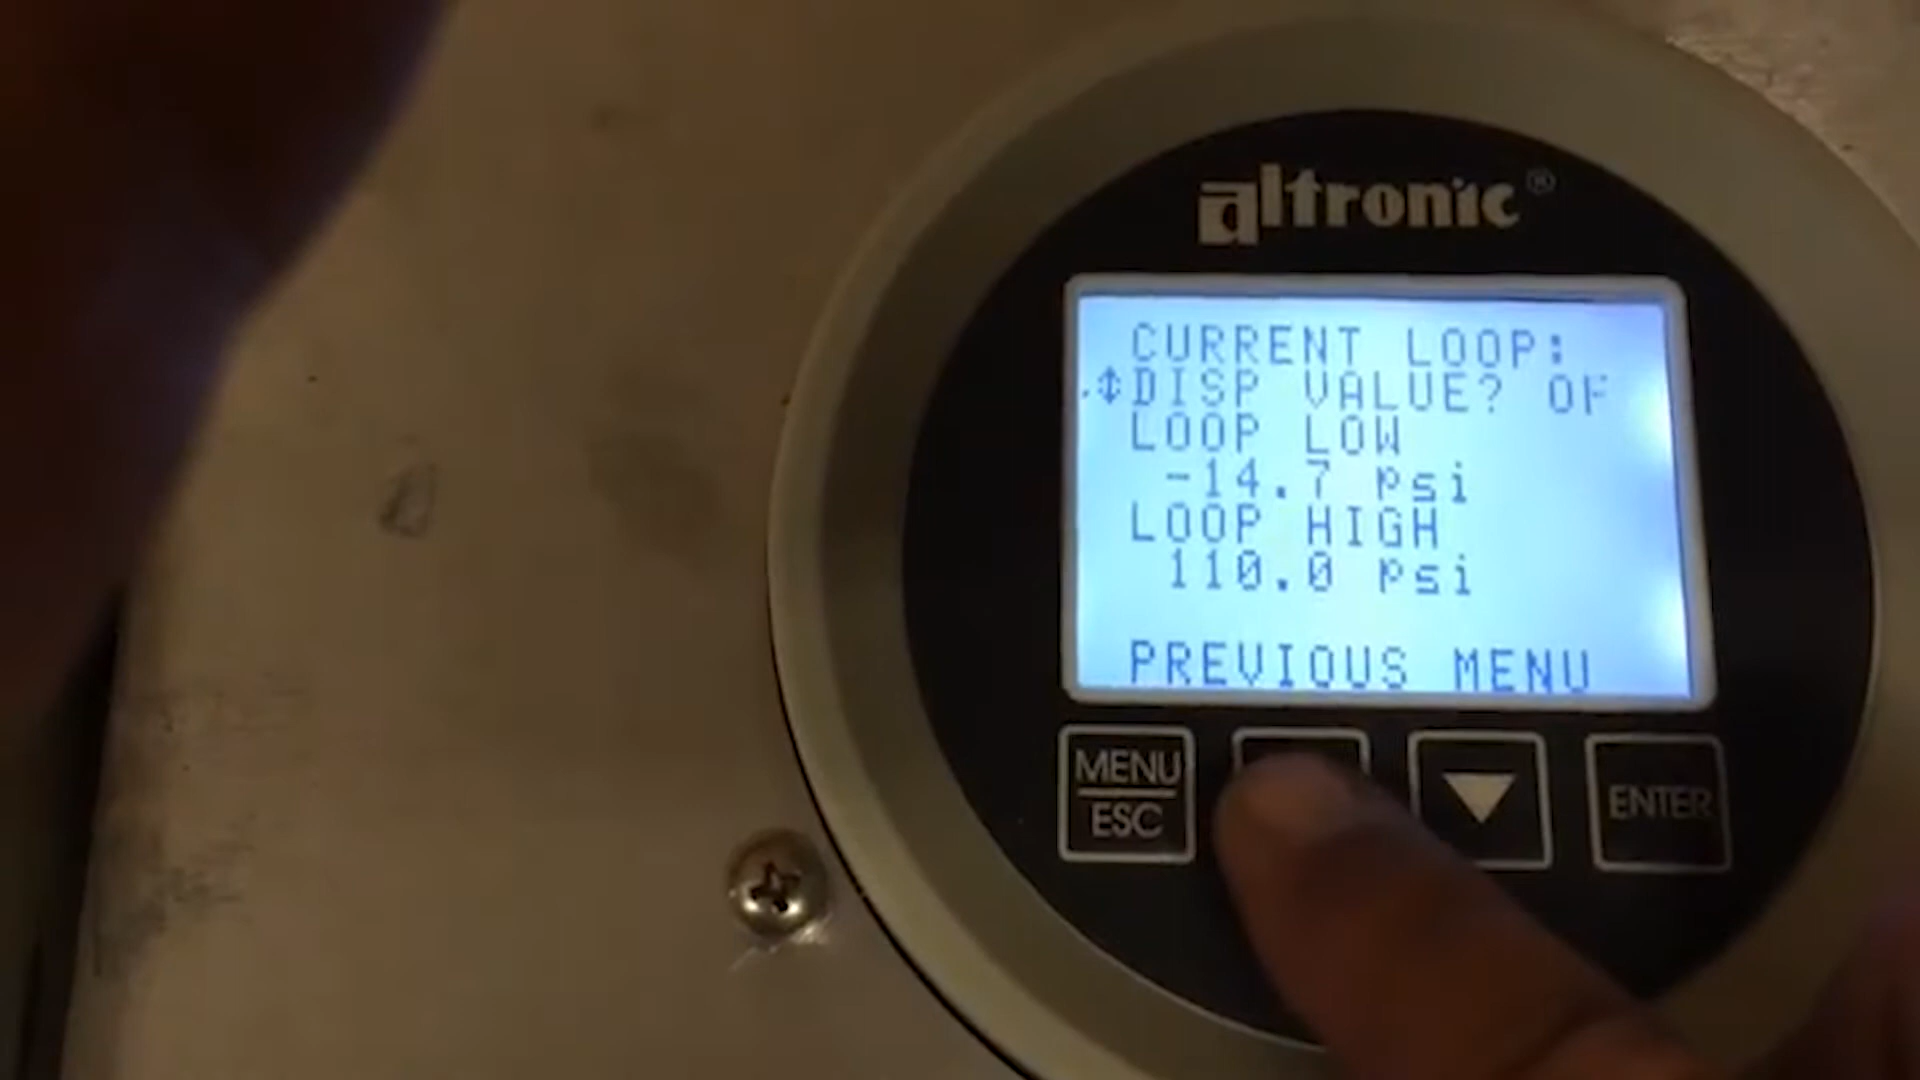 altronic®
CURRENT LOOP:
DISP VALUE? OF
LOOP LOW
-14.7 psi
LOOP HIGH
110.0 psi
PREVIOUS MENU
MENU
ESC
ENTER